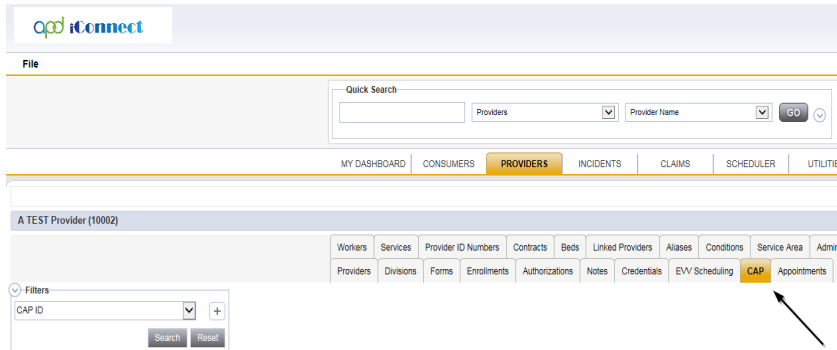 apd iConnect
File
Quick Search
Providers Provider Name GO
MY DASHBOARD CONSUMERS PROVIDERS INCIDENTS CLAIMS SCHEDULER UTILITIE
A TEST Provider (10002)
Workers Services Provider ID Numbers Contracts Beds Linked Providers Aliases Conditions Service Area Admin
Providers Divisions Forms Enrollments Authorizations Notes Credentials EVV Scheduling CAP Appointments
Filters
CAP ID
Search Reset